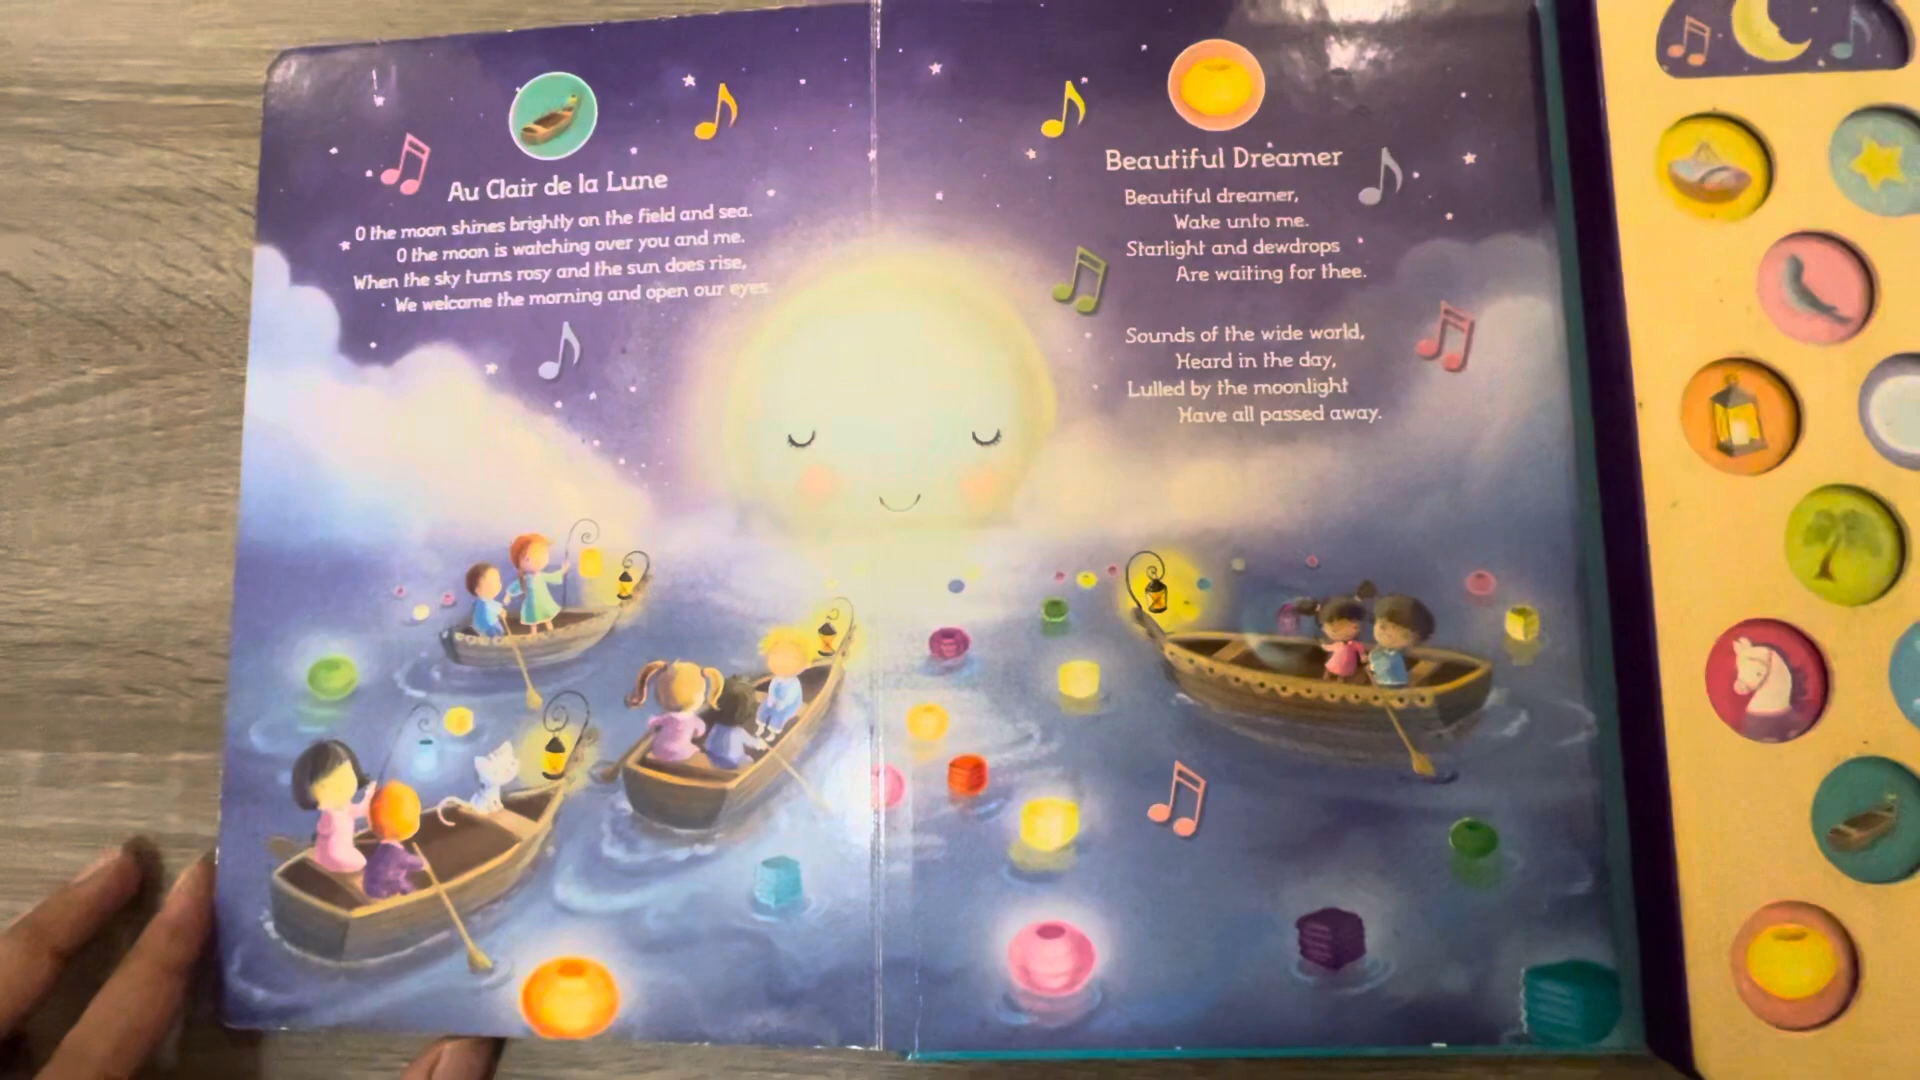 Au Clair de la Lune
O the moon shines brightly on the field and sea.
O the moon is watching over you and me.
When the sky turns rosy and the sun does rise,
We welcome the morning and open our eyes.
Beautiful Dreamer
Beautiful dreamer,
Wake unto me.
Starlight and dewdrops
Are waiting for thee.
Sounds of the wide world,
Heard in the day,
Lulled by the moonlight
Have all passed away.